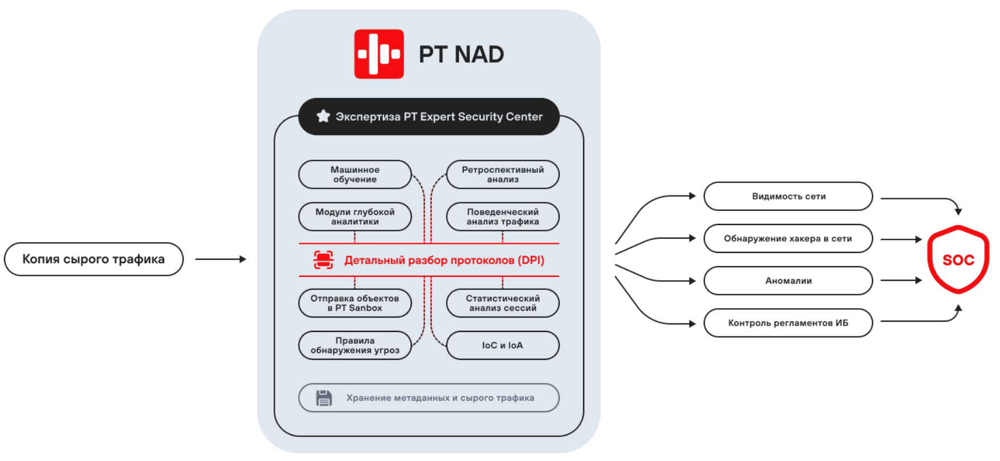 PT NAD
Экспертиза PT Expert Security Center
Машинное
обучение
Ретроспективный
анализ
Модули глубокой
аналитики
Поведенческий
анализ трафика
Копия сырого трафика
Детальный разбор протоколов (DPI)
Отправка объектов
в PT Sanbox
Статистический
анализ сессий
Правила
обнаружения угроз
IoC и IoA
Хранение метаданных и сырого трафика
Видимость сети
Обнаружение хакера в сети
Аномалии
Контроль регламентов ИБ
SOC